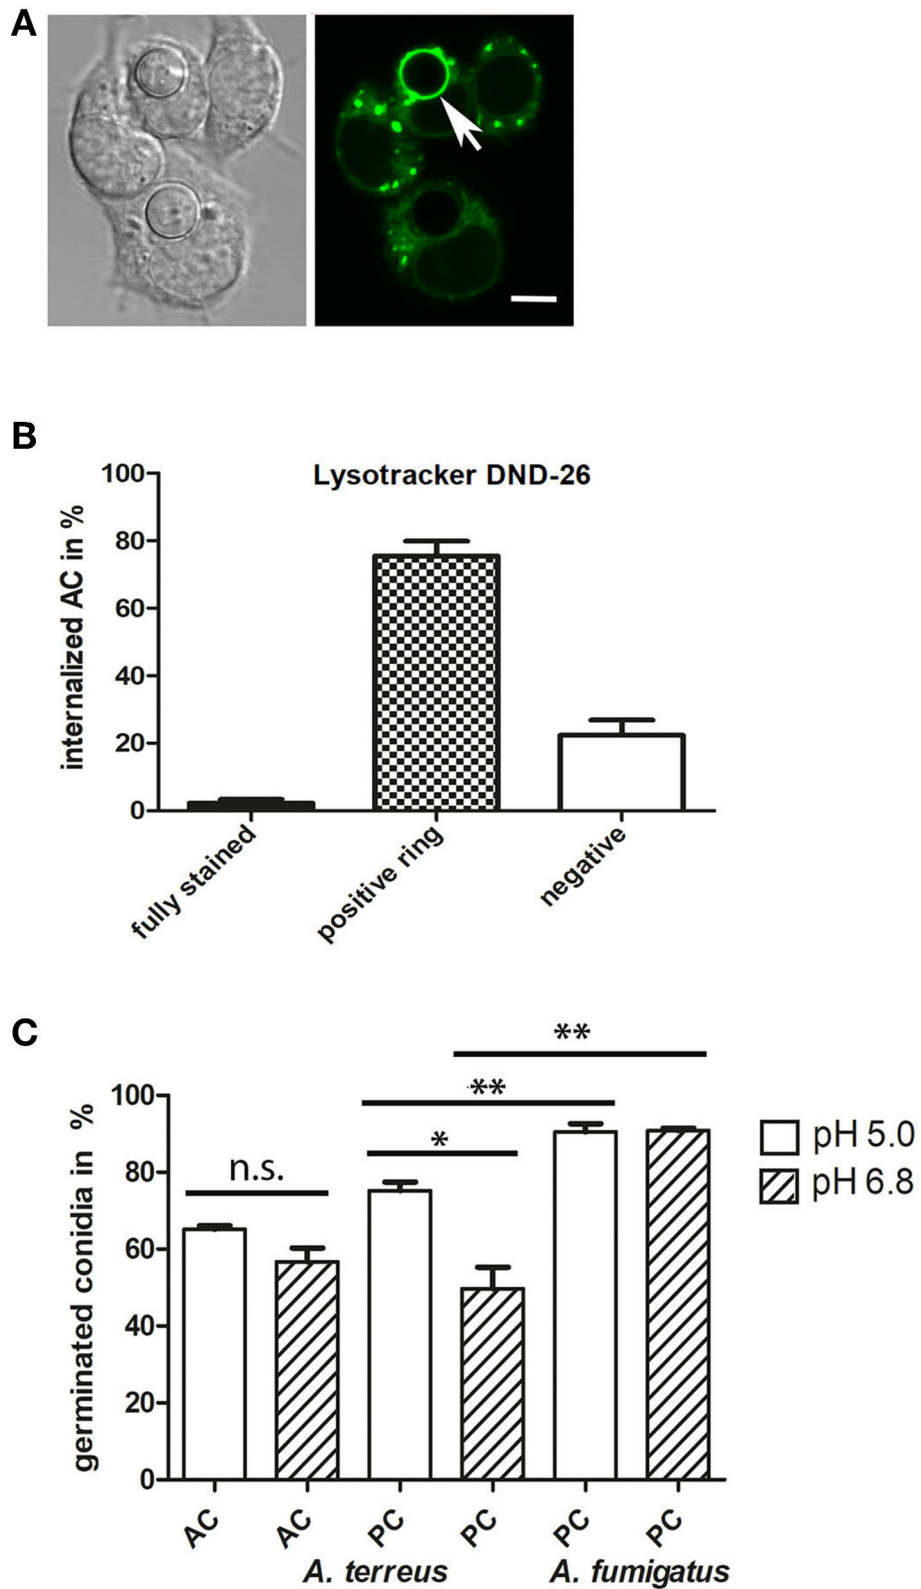 A
B
Lysotracker DND-26
internalized AC in %
100
80
60
40
20
0
fully stained
positive ring
negative
C
germinated conidia in %
100
80
60
40
20
0
n.s.
*
**
**
pH 5.0
pH 6.8
AC
AC
PC
PC
PC
PC
A. terreus
A. fumigatus